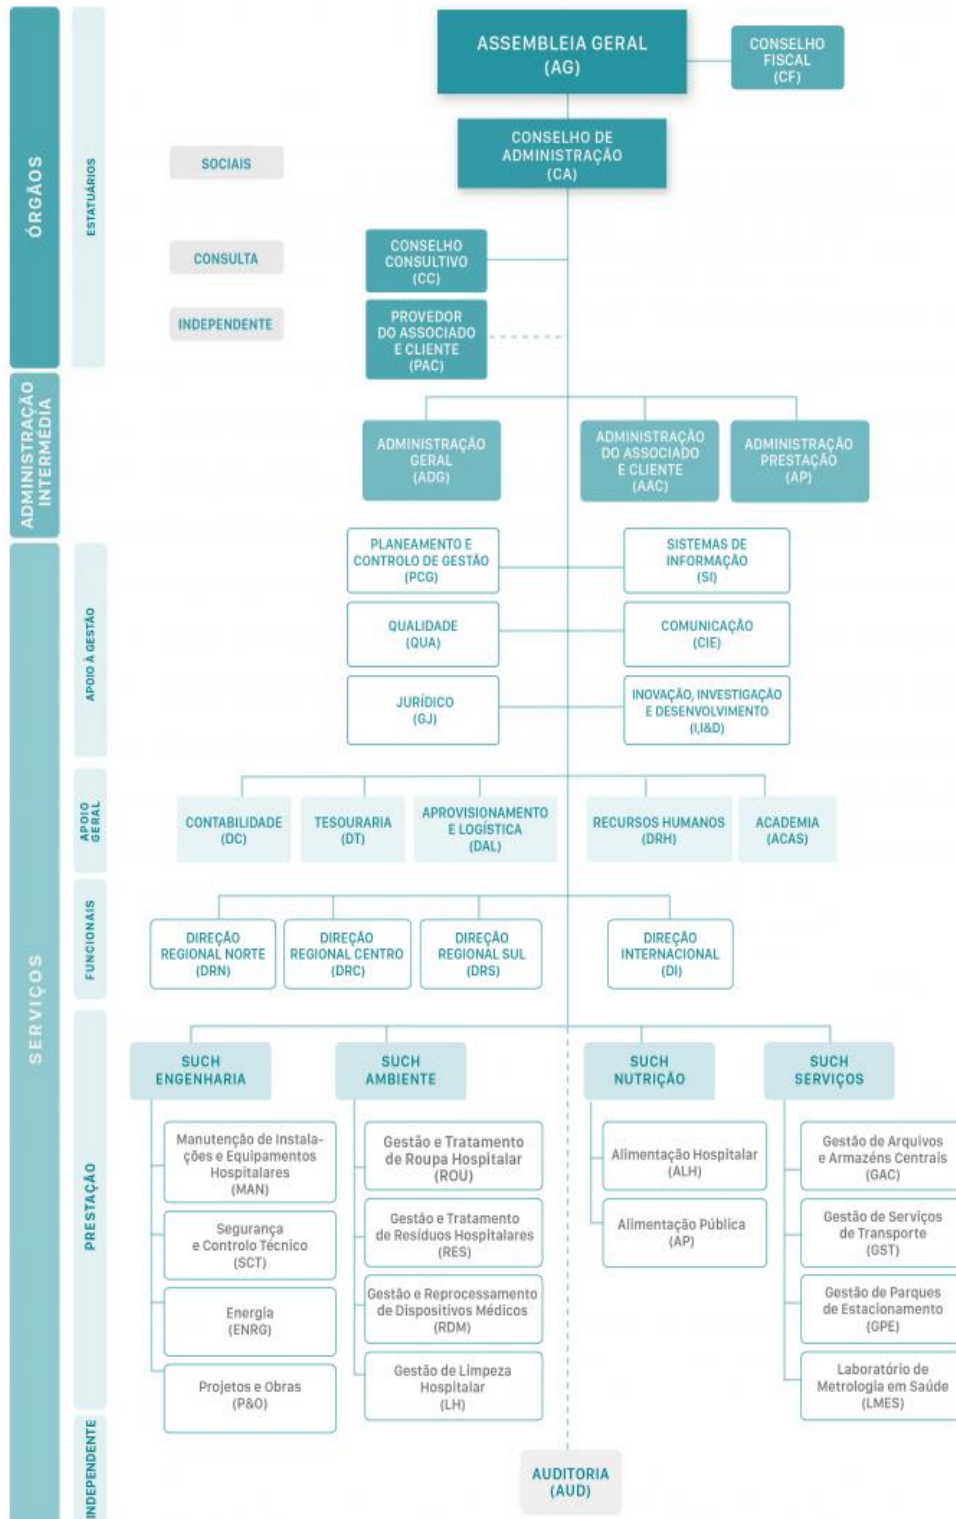 ÓRGÃOS
ESTATUÁRIOS
ASSEMBLEIA GERAL
(AG)
CONSELHO
FISCAL
(CF)
CONSELHO DE
ADMINISTRAÇÃO
(CA)
SOCIAIS
CONSULTA
CONSELHO
CONSULTIVO
(CC)
INDEPENDENTE
PROVEDOR
DO ASSOCIADO
E CLIENTE
(PAC)
ADMINISTRAÇÃO
INTERMÉDIA
ADMINISTRAÇÃO
GERAL
(ADG)
ADMINISTRAÇÃO
DO ASSOCIADO
E CLIENTE
(AAC)
ADMINISTRAÇÃO
PRESTAÇÃO
(AP)
SERVIÇOS
APOIO À GESTÃO
PLANEAMENTO E
CONTROLO DE GESTÃO
(PCG)
SISTEMAS DE
INFORMAÇÃO
(SI)
QUALIDADE
(QUA)
COMUNICAÇÃO
(CIE)
JURÍDICO
(GJ)
INOVAÇÃO, INVESTIGAÇÃO
E DESENVOLVIMENTO
(I,I&D)
APOIO
GERAL
CONTABILIDADE
(DC)
TESOURARIA
(DT)
APROVISIONAMENTO
E LOGÍSTICA
(DAL)
RECURSOS HUMANOS
(DRH)
ACADEMIA
(ACAS)
FUNCIONAIS
DIREÇÃO
REGIONAL NORTE
(DRN)
DIREÇÃO
REGIONAL CENTRO
(DRC)
DIREÇÃO
REGIONAL SUL
(DRS)
DIREÇÃO
INTERNACIONAL
(DI)
PRESTAÇÃO
SUCH
ENGENHARIA
Manutenção de Instala-
ções e Equipamentos
Hospitalares
(MAN)
Segurança
e Controlo Técnico
(SCT)
Energia
(ENRG)
Projetos e Obras
(P&O)
SUCH
AMBIENTE
Gestão e Tratamento
de Roupa Hospitalar
(ROU)
Gestão e Tratamento
de Resíduos Hospitalares
(RES)
Gestão e Reprocessamento
de Dispositivos Médicos
(RDM)
Gestão de Limpeza
Hospitalar
(LH)
SUCH
NUTRIÇÃO
Alimentação Hospitalar
(ALH)
Alimentação Pública
(AP)
SUCH
SERVIÇOS
Gestão de Arquivos
e Armazéns Centrais
(GAC)
Gestão de Serviços
de Transporte
(GST)
Gestão de Parques
de Estacionamento
(GPE)
Laboratório de
Metrologia em Saúde
(LMES)
INDEPENDENTE
AUDITORIA
(AUD)